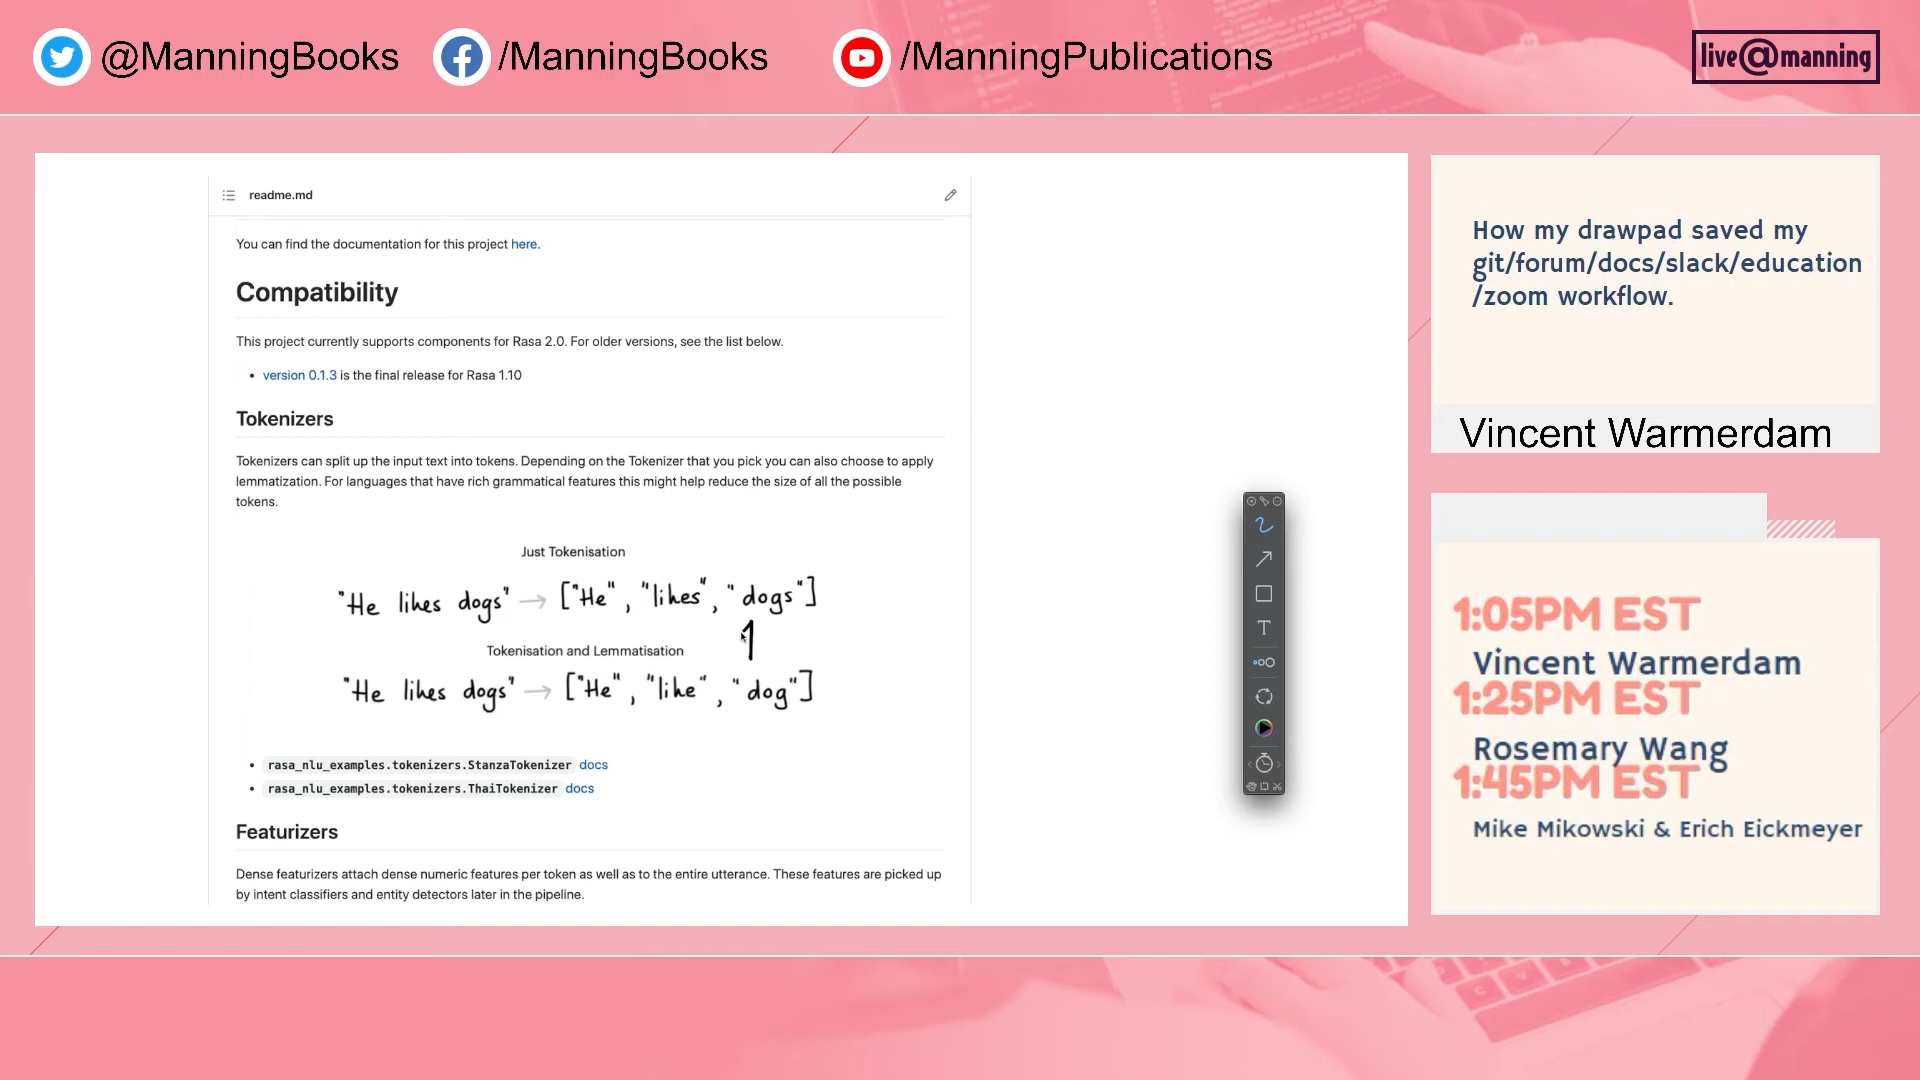 @ManningBooks /ManningBooks /ManningPublications
live@manning
readme.md
You can find the documentation for this project here.
Compatibility
This project currently supports components for Rasa 2.0. For older versions, see the list below.
• version 0.1.3 is the final release for Rasa 1.10
Tokenizers
Tokenizers can split up the input text into tokens. Depending on the Tokenizer that you pick you can also choose to apply
lemmatization. For languages that have rich grammatical features this might help reduce the size of all the possible
tokens.
Just Tokenisation
"He likes dogs" → ["He", "likes", "dogs"]
Tokenisation and Lemmatisation
"He likes dogs" → ["He", "like", "dog"]
• rasa_nlu_examples.tokenizers.StanzaTokenizer docs
• rasa_nlu_examples.tokenizers.ThaiTokenizer docs
Featurizers
Dense featurizers attach dense numeric features per token as well as to the entire utterance. These features are picked up
by intent classifiers and entity detectors later in the pipeline.
T
How my drawpad saved my
git/forum/docs/slack/education
/zoom workflow.
Vincent Warmerdam
1:05PM EST
Vincent Warmerdam
1:25PM EST
Rosemary Wang
1:45PM EST
Mike Mikowski & Erich Eickmeyer